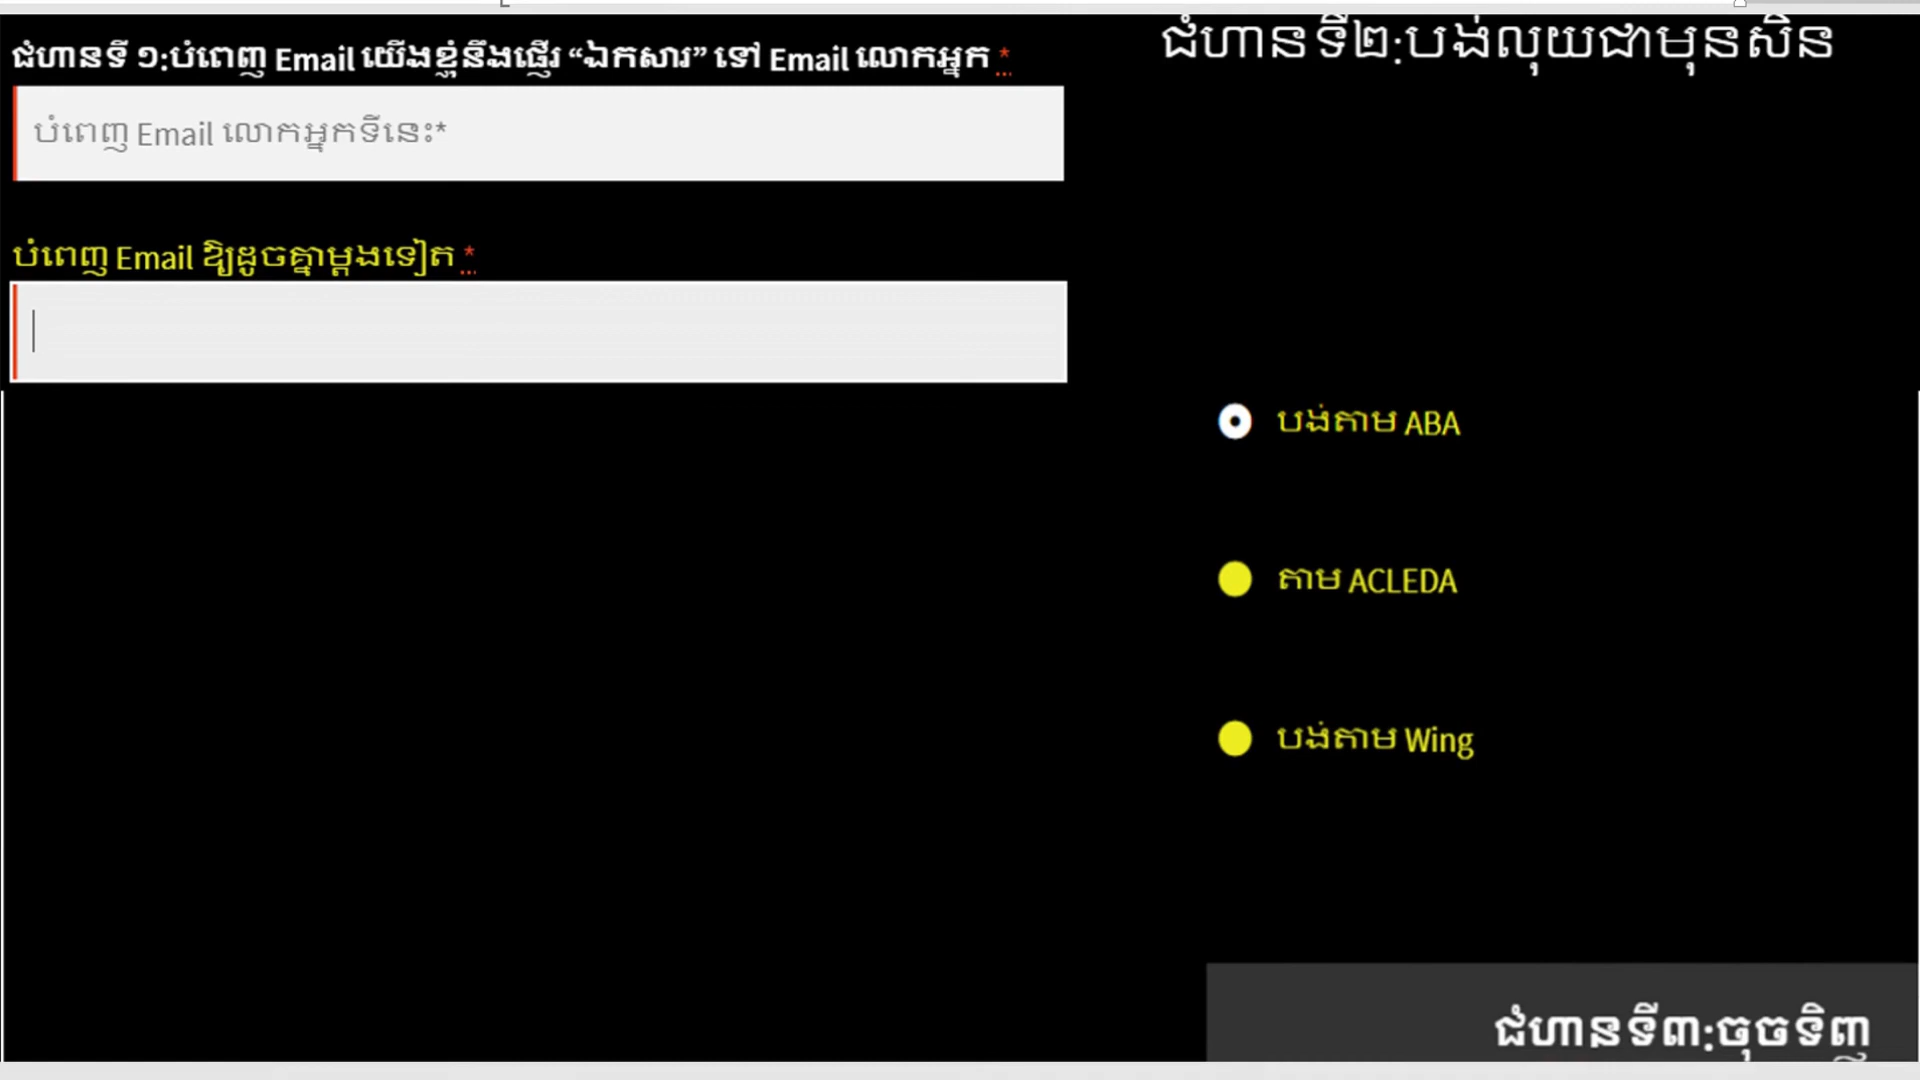 ជំហានទី ១:បំពេញ Email យើងខ្ញុំនឹងផ្ញើរ “ឯកសារ” ទៅ Email លោកអ្នក *
បំពេញ Email លោកអ្នកទីនេះ*
បំពេញ Email ឱ្យដូចគ្នាម្ដងទៀត *
ជំហានទី២:បង់លុយជាមុនសិន
បង់តាម ABA
តាម ACLEDA
បង់តាម Wing
ជំហានទី៣:ចុចទិញ